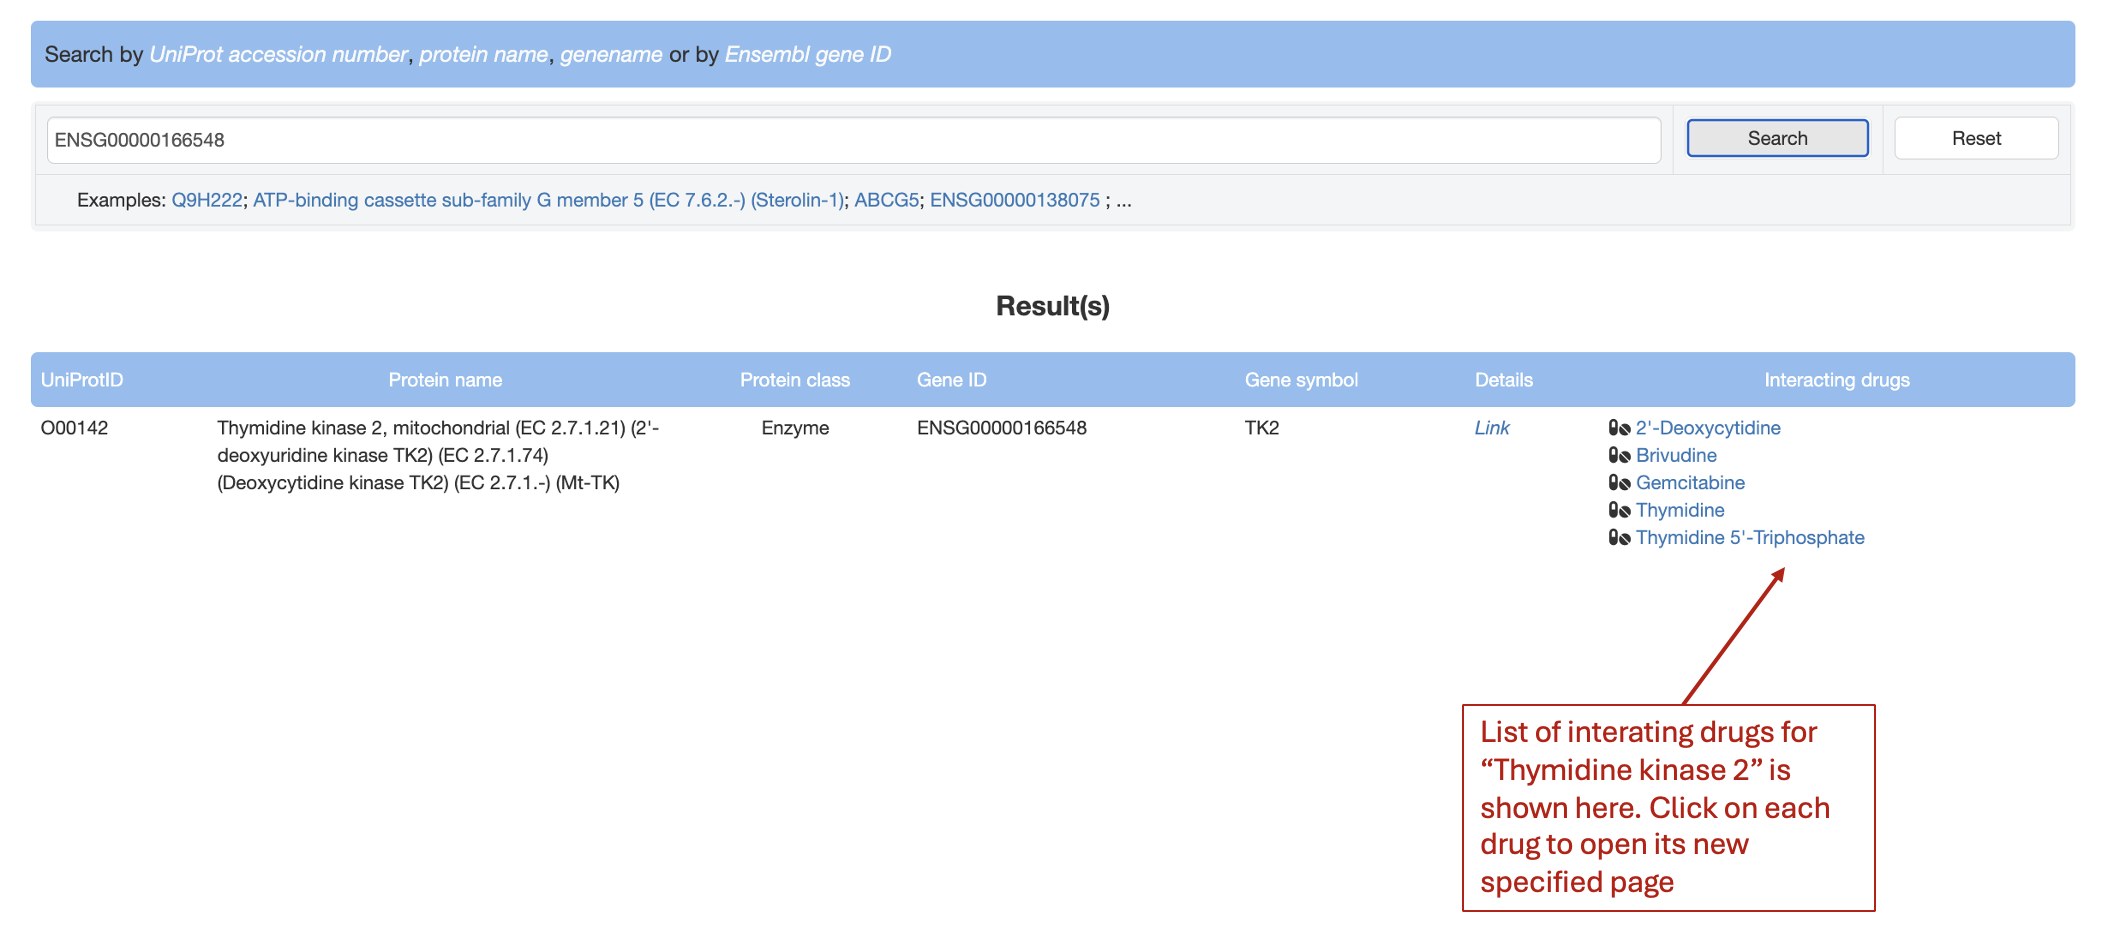 Search by UniProt accession number, protein name, genename or by Ensembl gene ID
ENSG00000166548
Search
Reset
Examples: Q9H222; ATP-binding cassette sub-family G member 5 (EC 7.6.2.-) (Sterolin-1); ABCG5; ENSG00000138075 ; ...
Result(s)
UniProtID Protein name Protein class Gene ID Gene symbol Details Interacting drugs
O00142 Thymidine kinase 2, mitochondrial (EC 2.7.1.21) (2'- Enzyme ENSG00000166548 TK2 Link 2'-Deoxycytidine
deoxyuridine kinase TK2) (EC 2.7.1.74) Brivudine
(Deoxycytidine kinase TK2) (EC 2.7.1.-) (Mt-TK) Gemcitabine
Thymidine
Thymidine 5'-Triphosphate
List of interating drugs for
“Thymidine kinase 2” is
shown here. Click on each
drug to open its new
specified page